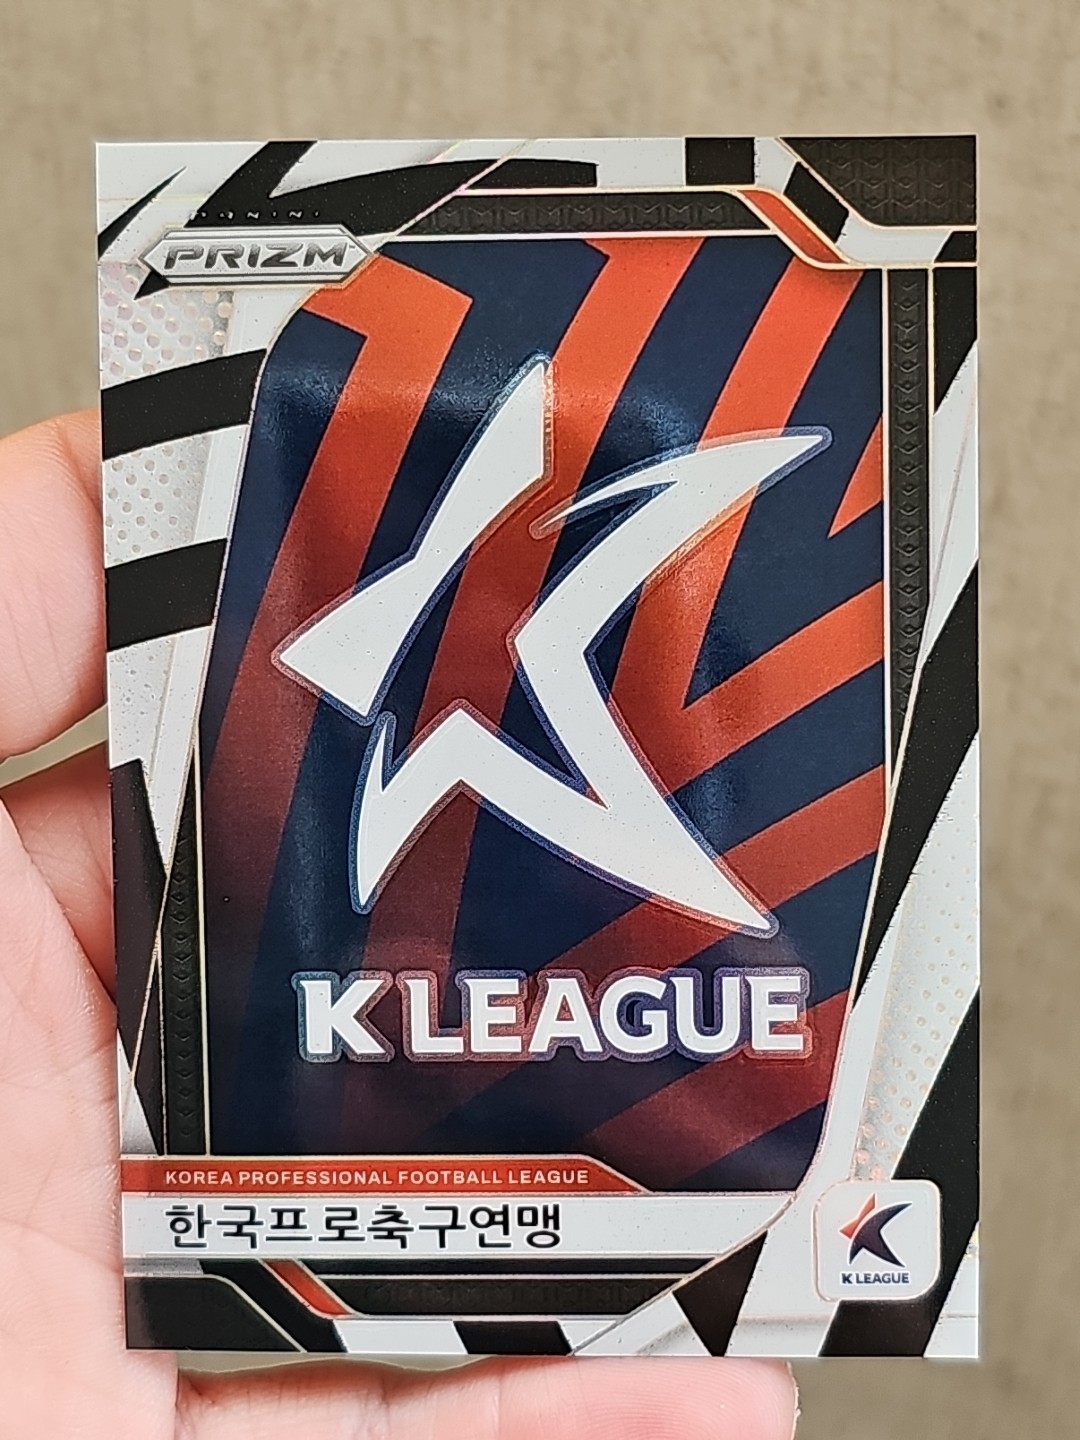 PANINI
PRIZM
K LEAGUE
KOREA PROFESSIONAL FOOTBALL LEAGUE
한국프로축구연맹
K LEAGUE